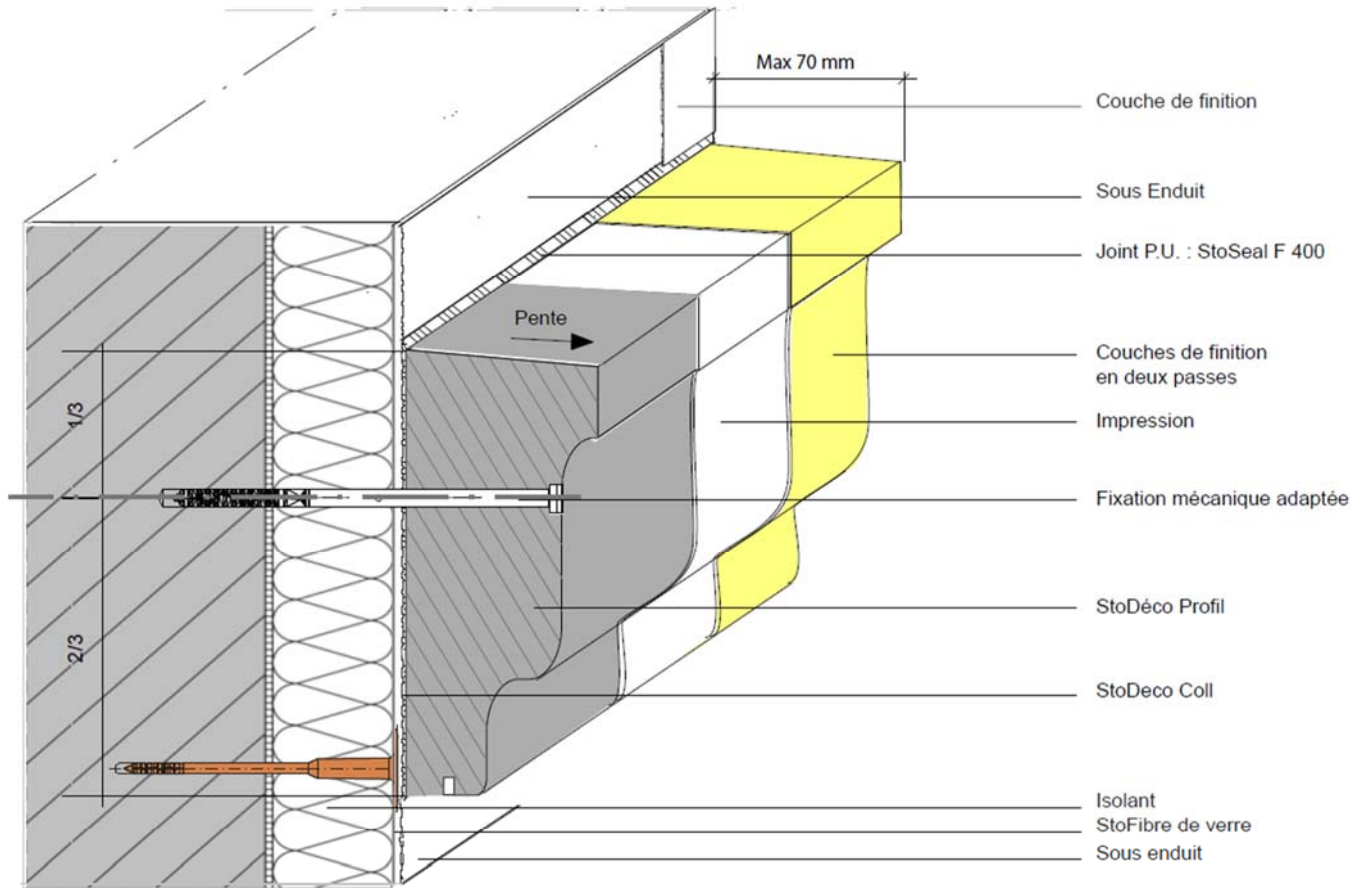 Max 70 mm
Couche de finition
Sous Enduit
Joint P.U. : StoSeal F 400
Pente
Couches de finition
en deux passes
1/3
Impression
Fixation mécanique adaptée
StoDéco Profil
2/3
StoDeco Coll
Isolant
StoFibre de verre
Sous enduit